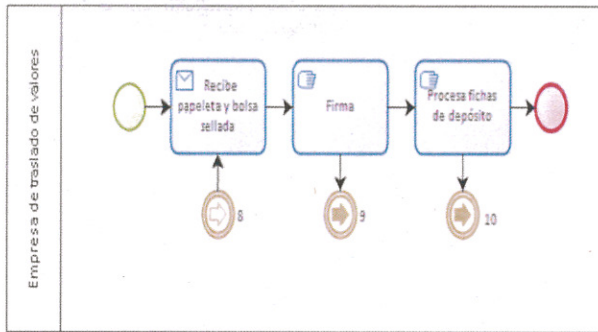 Empresa de traslado de valores
Recibe
papeleta y bolsa
sellada
Firma
Procesa fichas
de depósito
8
9
10